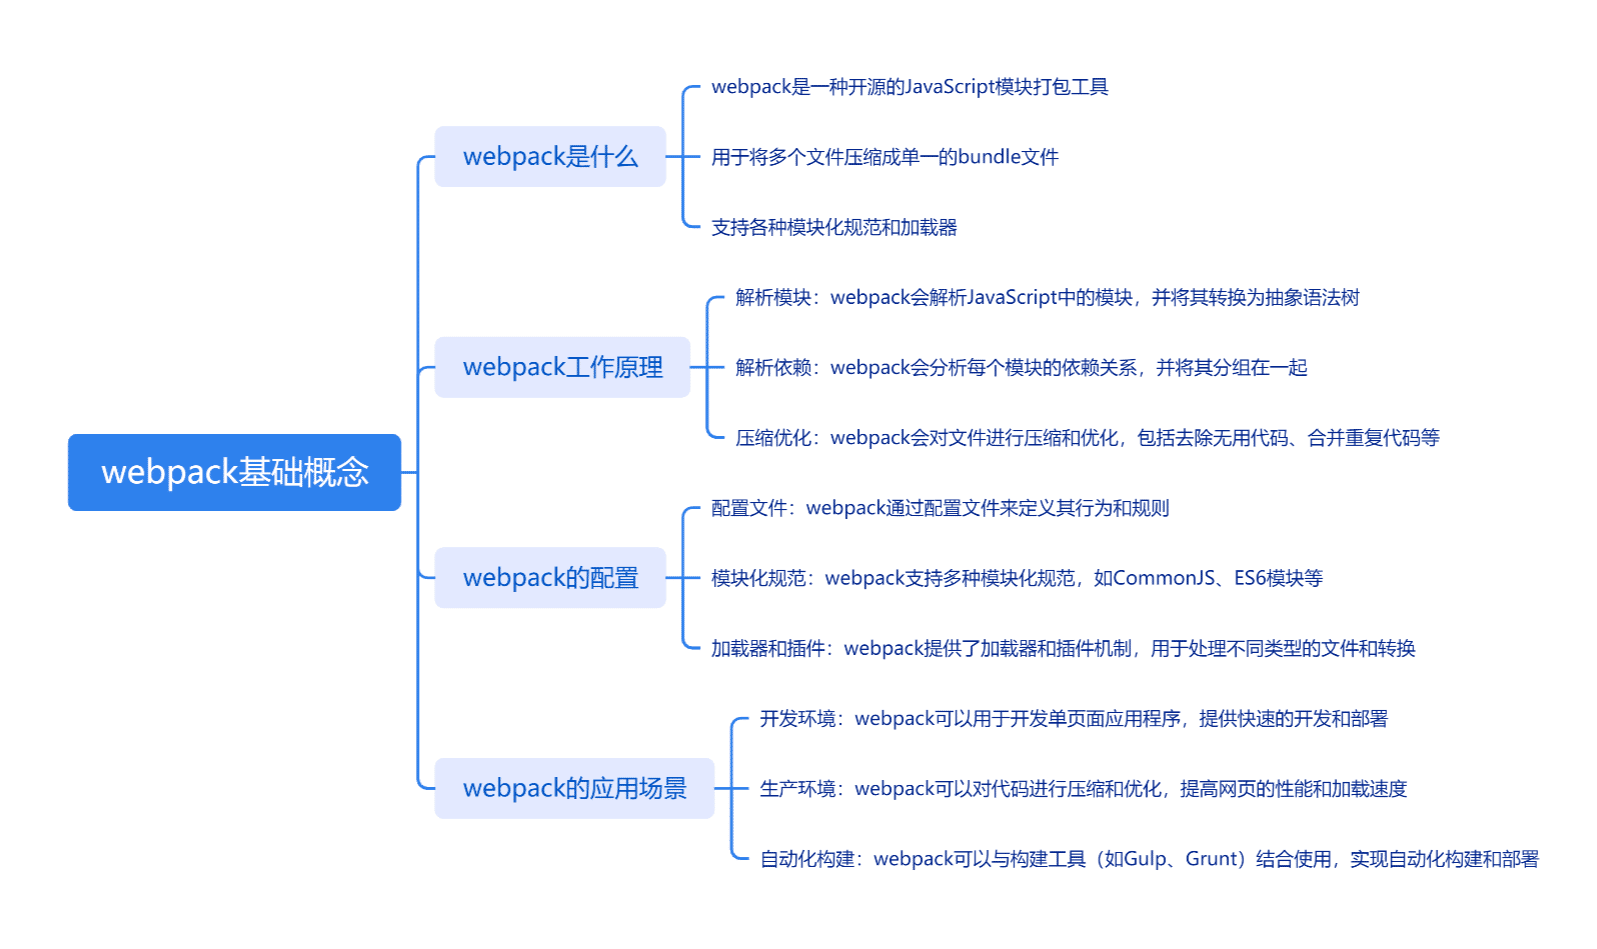 webpack基础概念
webpack是什么
webpack是一种开源的JavaScript模块打包工具
用于将多个文件压缩成单一的bundle文件
支持各种模块化规范和加载器
webpack工作原理
解析模块：webpack会解析JavaScript中的模块，并将其转换为抽象语法树
解析依赖：webpack会分析每个模块的依赖关系，并将其分组在一起
压缩优化：webpack会对文件进行压缩和优化，包括去除无用代码、合并重复代码等
webpack的配置
配置文件：webpack通过配置文件来定义其行为和规则
模块化规范：webpack支持多种模块化规范，如CommonJS、ES6模块等
加载器和插件：webpack提供了加载器和插件机制，用于处理不同类型的文件和转换
webpack的应用场景
开发环境：webpack可以用于开发单页面应用程序，提供快速的开发和部署
生产环境：webpack可以对代码进行压缩和优化，提高网页的性能和加载速度
自动化构建：webpack可以与构建工具（如Gulp、Grunt）结合使用，实现自动化构建和部署